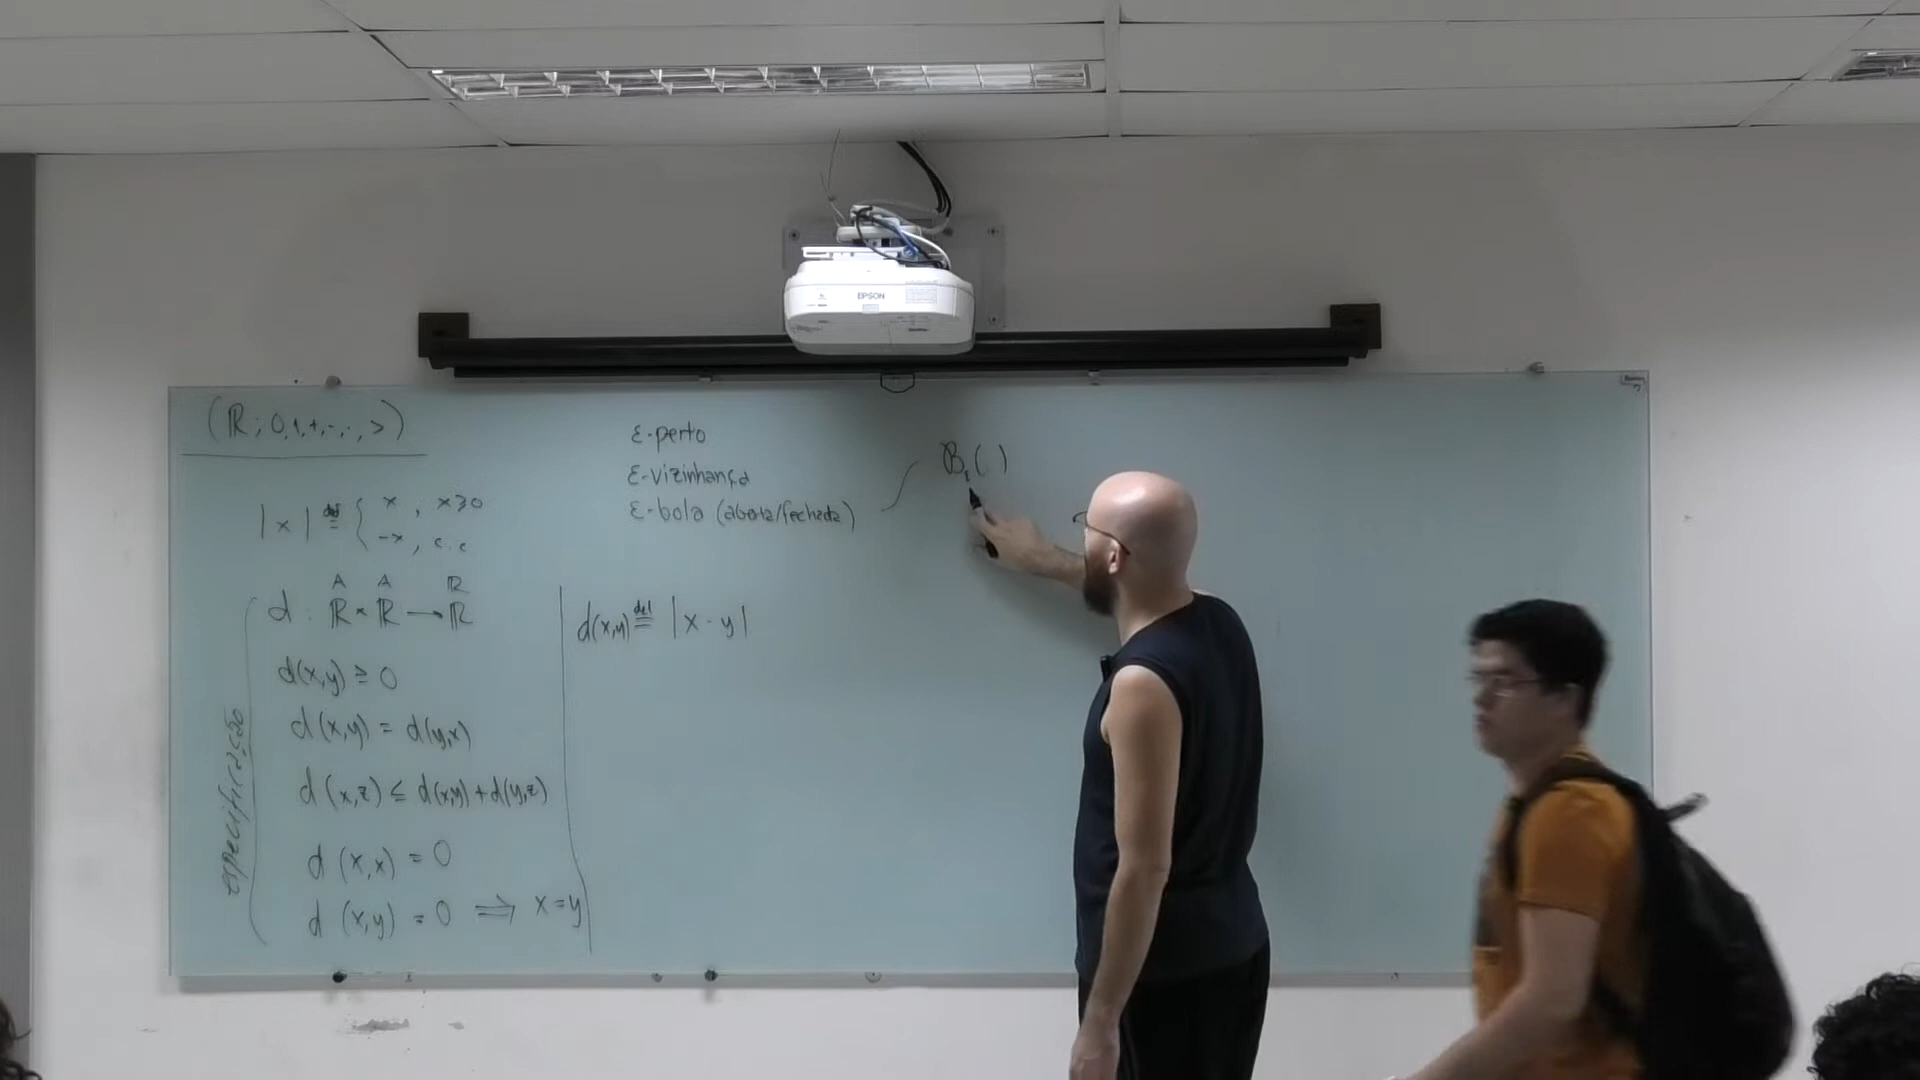 (ℝ; 0, 1, +, -, ·, >)
|x| def= { x , x ≥ 0
-x , c.c
A A ℝ
d : ℝ × ℝ → ℝ
d(x,y) ≥ 0
d(x,y) = d(y,x)
d(x,z) ≤ d(x,y) + d(y,z)
d(x,x) = 0
d(x,y) = 0 ⟹ x = y
especificação
ε-perto
ε-vizinhança
ε-bola (aberta/fechada)
d(x,y) def= |x - y|
EPSON